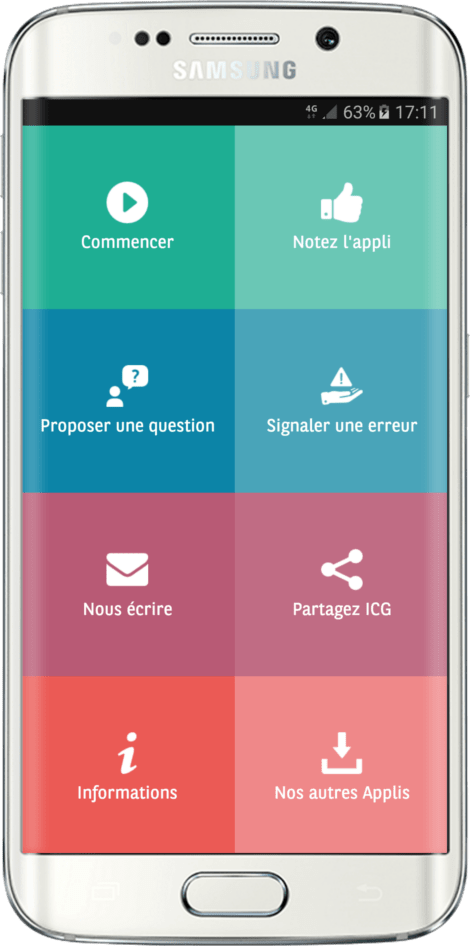 SAMSUNG
4G 63% 17:11
Commencer
Notez l'appli
?
Proposer une question
Signaler une erreur
Nous écrire
Partagez ICG
i
Informations
Nos autres Applis